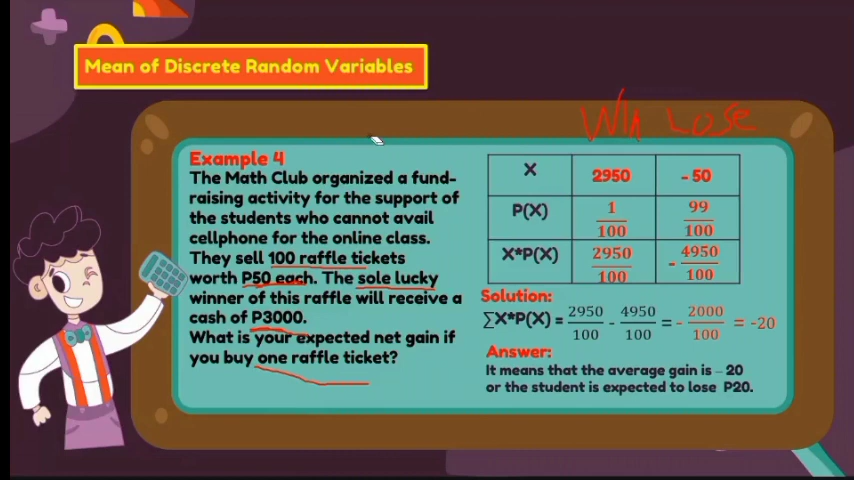 Mean of Discrete Random Variables
Win Lose
Example 4
The Math Club organized a fund-
raising activity for the support of
the students who cannot avail
cellphone for the online class.
They sell 100 raffle tickets
worth P50 each. The sole lucky
winner of this raffle will receive a
cash of P3000.
What is your expected net gain if
you buy one raffle ticket?
X 2950 - 50
P(X) 1/100 99/100
X*P(X) 2950/100 - 4950/100
Solution:
∑X*P(X) = 2950/100 - 4950/100 = - 2000/100 = -20
Answer:
It means that the average gain is – 20
or the student is expected to lose P20.